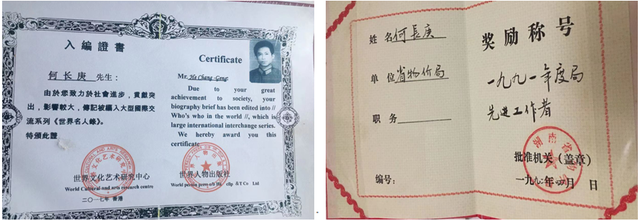 入編證書
何长庚 先生:
由於您致力於社會進步,貢獻突
出,影響較大,傳記被編入大型國際交
流系列《世界名人錄》。
特頒此證
Certificate
Mr. He Chang Geng
Due to your great
achievement to society, your
biography brief has been edited into //
Who's who in the world //, which is
large international interchange series.
We hereby award you this
certificate
世界文化艺术研究中心
World Cultural and arts research centre
二〇一七年 香港
世界人物出版社
姓名 何长庚
单位 省物价局
职务
编号:
奖励称号
一九九一年度局
先进工作者
批准机关(盖章)